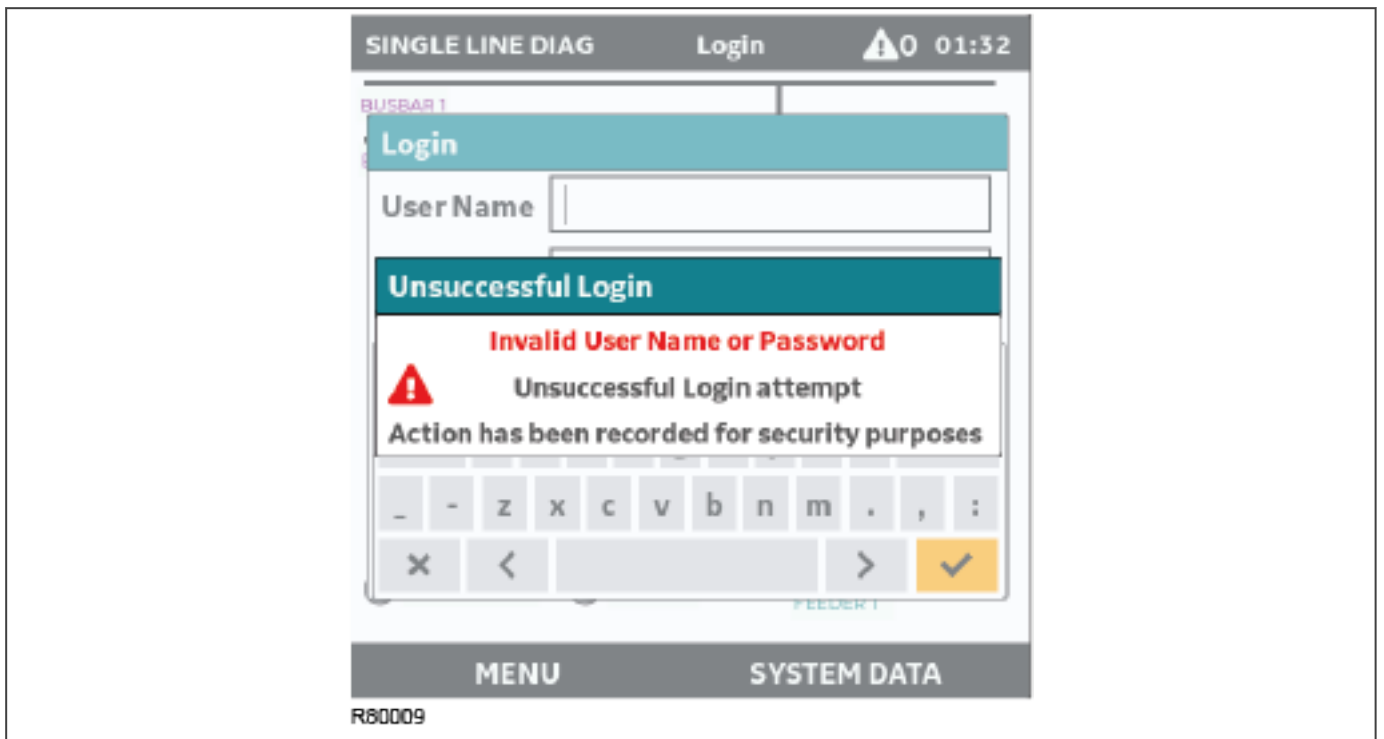 SINGLE LINE DIAG Login 0 01:32
BUSBAR 1
Login
User Name
Unsuccessful Login
Invalid User Name or Password
Unsuccessful Login attempt
Action has been recorded for security purposes
_ - z x c v b n m . , :
FEEDER 1
MENU SYSTEM DATA
R80009